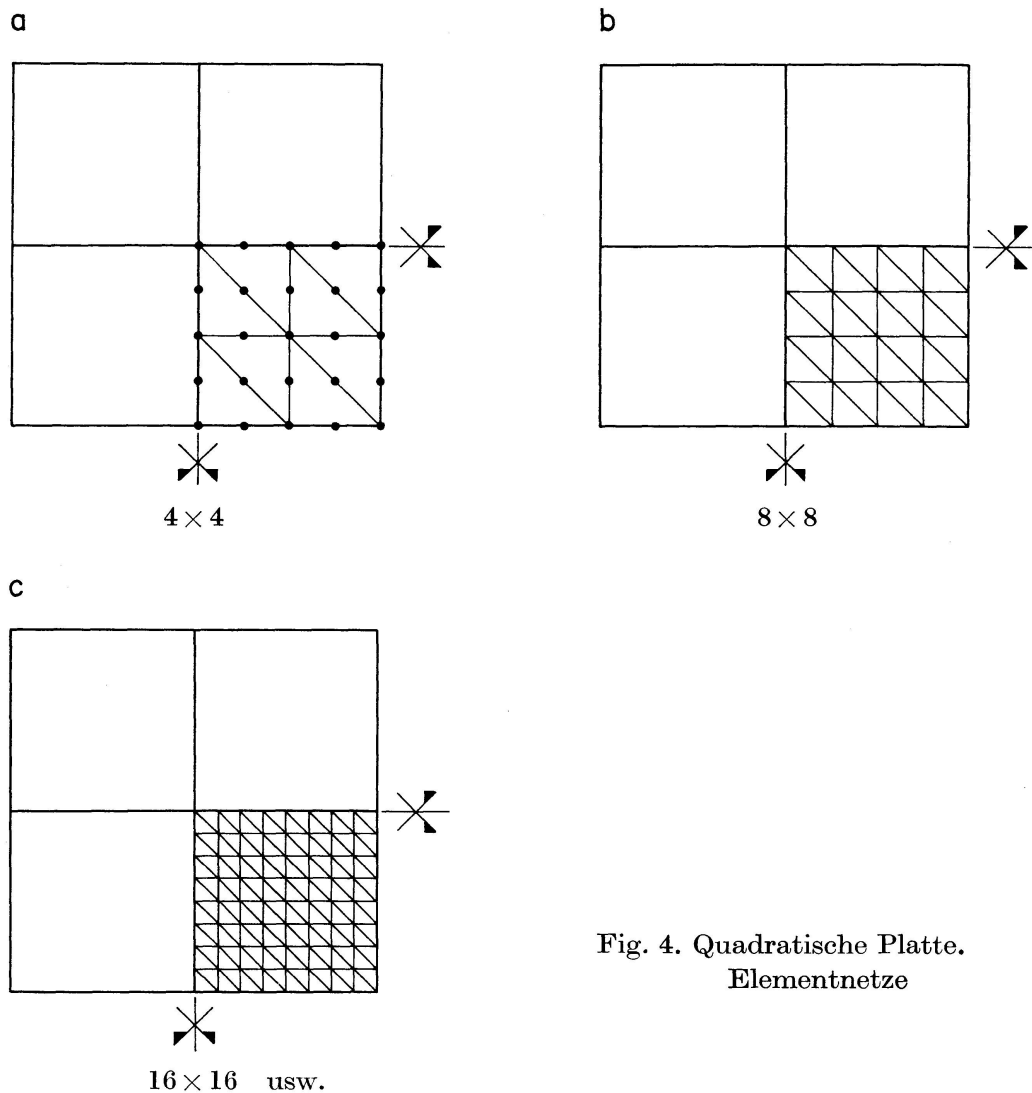 a
b
4 × 4
8 × 8
c
Fig. 4. Quadratische Platte.
Elementnetze
16 × 16 usw.